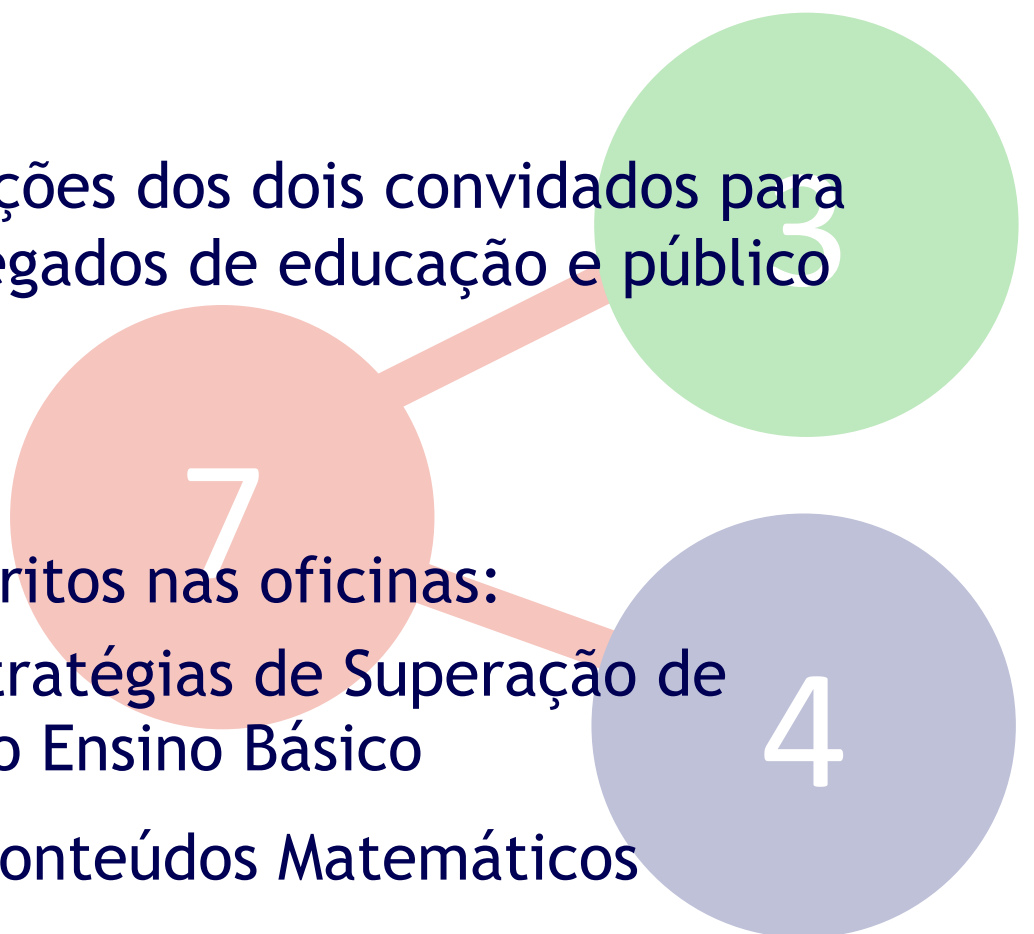 ções dos dois convidados para
3
egados de educação e público
7
ritos nas oficinas:
tratégias de Superação de
o Ensino Básico
4
onteúdos Matemáticos